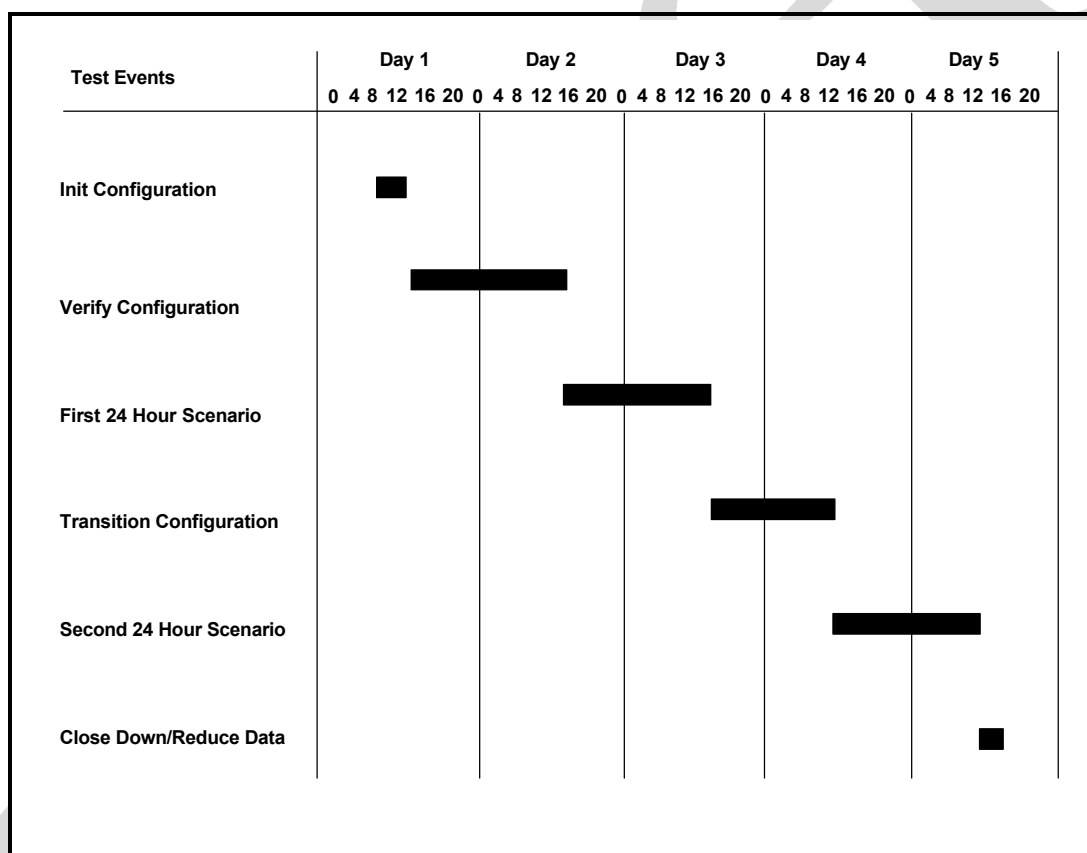 Test Events
Day 1 Day 2 Day 3 Day 4 Day 5
0 4 8 12 16 20 0 4 8 12 16 20 0 4 8 12 16 20 0 4 8 12 16 20 0 4 8 12 16 20
Init Configuration
Verify Configuration
First 24 Hour Scenario
Transition Configuration
Second 24 Hour Scenario
Close Down/Reduce Data